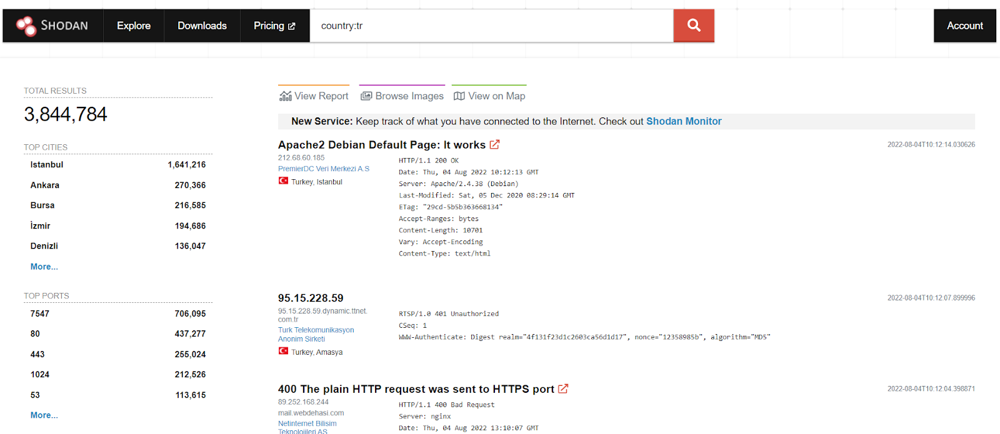 SHODAN Explore Downloads Pricing country:tr Account
TOTAL RESULTS
3,844,784
TOP CITIES
Istanbul 1,641,216
Ankara 270,366
Bursa 216,585
İzmir 194,686
Denizli 136,047
More...
TOP PORTS
7547 706,095
80 437,277
443 255,024
1024 212,526
53 113,615
More...
View Report Browse Images View on Map
New Service: Keep track of what you have connected to the Internet. Check out Shodan Monitor
Apache2 Debian Default Page: It works
2022-08-04T10:12:14.030626
212.68.60.185
PremierDC Veri Merkezi A.S
Turkey, Istanbul
HTTP/1.1 200 OK
Date: Thu, 04 Aug 2022 10:12:13 GMT
Server: Apache/2.4.38 (Debian)
Last-Modified: Sat, 05 Dec 2020 08:29:14 GMT
ETag: "29cd-5b5b363668134"
Accept-Ranges: bytes
Content-Length: 10701
Vary: Accept-Encoding
Content-Type: text/html
95.15.228.59
2022-08-04T10:12:07.899996
95.15.228.59.dynamic.ttnet.
com.tr
Turk Telekomunikasyon
Anonim Sirketi
Turkey, Amasya
RTSP/1.0 401 Unauthorized
CSeq: 1
WWW-Authenticate: Digest realm="4f131f23d1c2603ca56d1d17", nonce="12358985b", algorithm="MD5"
400 The plain HTTP request was sent to HTTPS port
2022-08-04T10:12:04.398871
89.252.168.244
mail.webdehasi.com
Netinternet Bilisim
Teknolojileri AS
HTTP/1.1 400 Bad Request
Server: nginx
Date: Thu, 04 Aug 2022 13:10:07 GMT